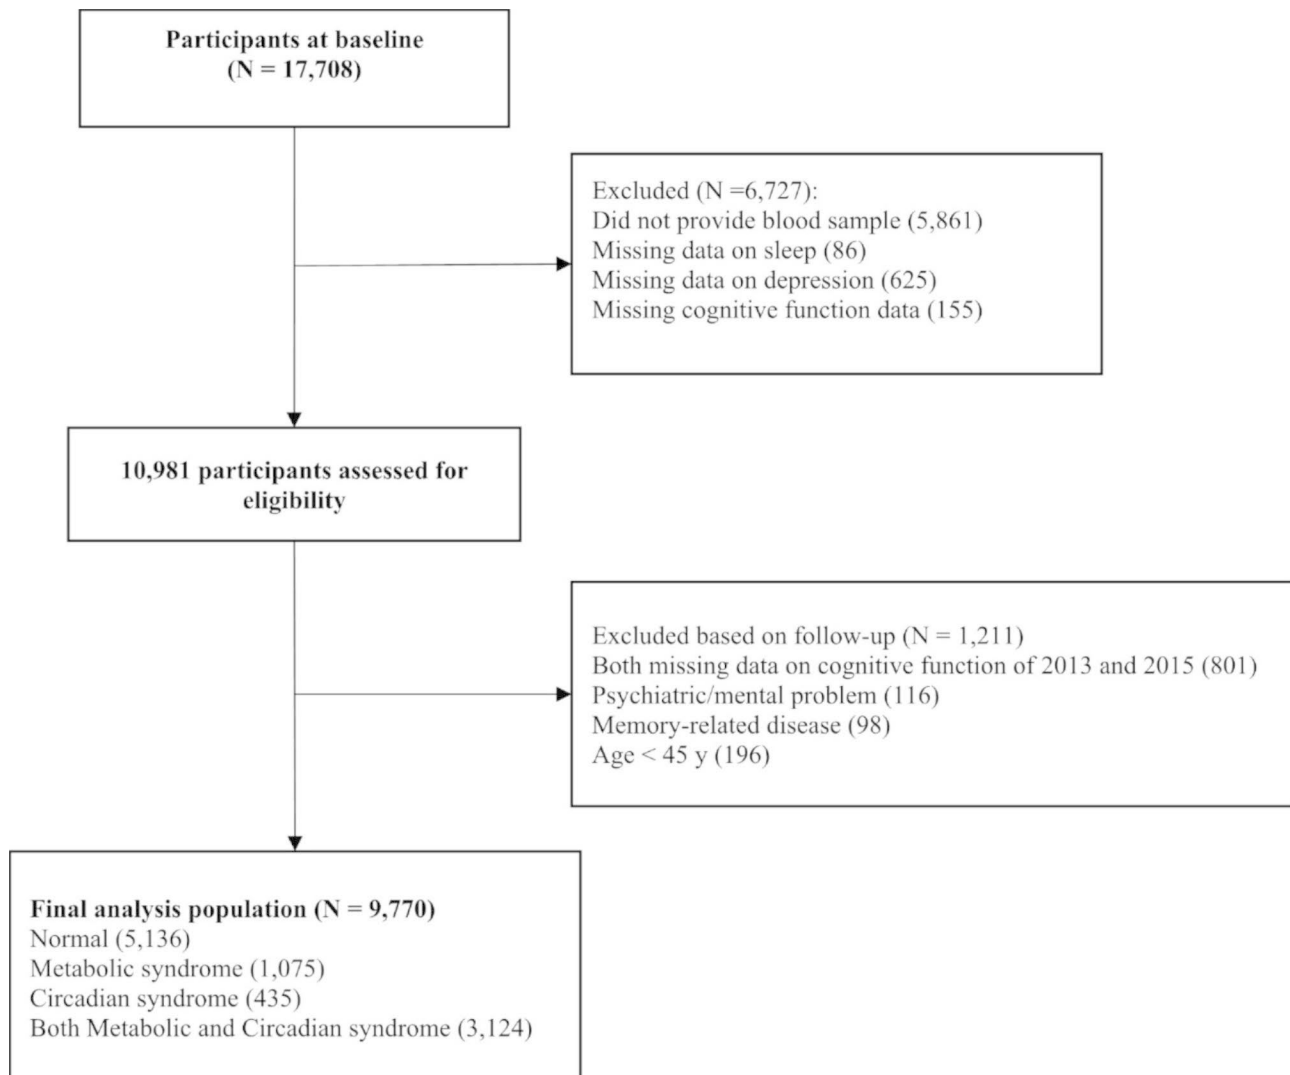 Participants at baseline
(N = 17,708)
Excluded (N =6,727):
Did not provide blood sample (5,861)
Missing data on sleep (86)
Missing data on depression (625)
Missing cognitive function data (155)
10,981 participants assessed for
eligibility
Excluded based on follow-up (N = 1,211)
Both missing data on cognitive function of 2013 and 2015 (801)
Psychiatric/mental problem (116)
Memory-related disease (98)
Age < 45 y (196)
Final analysis population (N = 9,770)
Normal (5,136)
Metabolic syndrome (1,075)
Circadian syndrome (435)
Both Metabolic and Circadian syndrome (3,124)